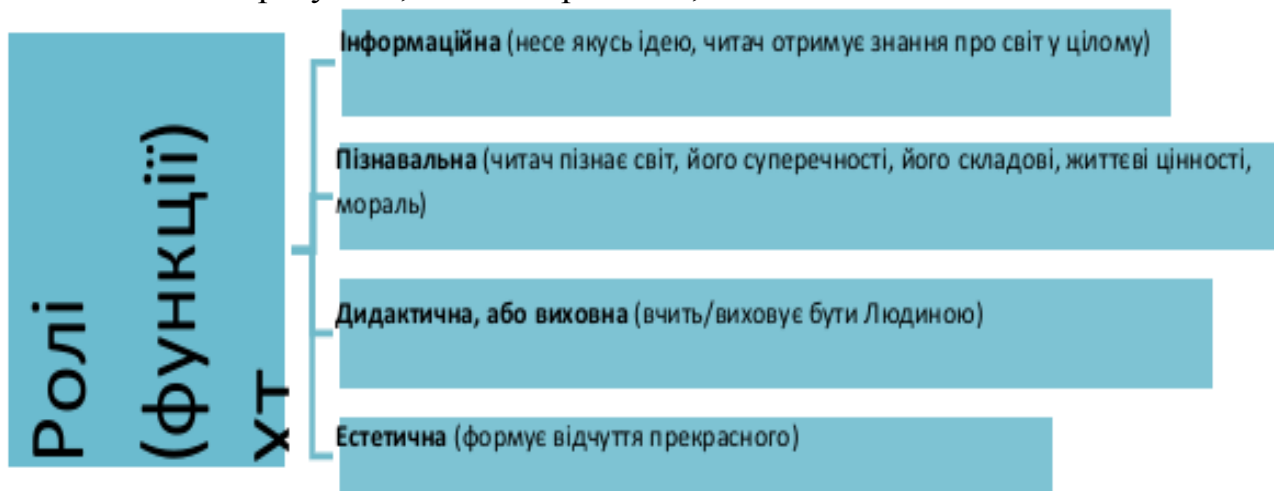 Ролі
(функції)
ХТ
Інформаційна (несе якусь ідею, читач отримує знання про світ у цілому)
Пізнавальна (читач пізнає світ, його суперечності, його складові, життєві цінності,
мораль)
Дидактична, або виховна (вчить/виховує бути Людиною)
Естетична (формує відчуття прекрасного)